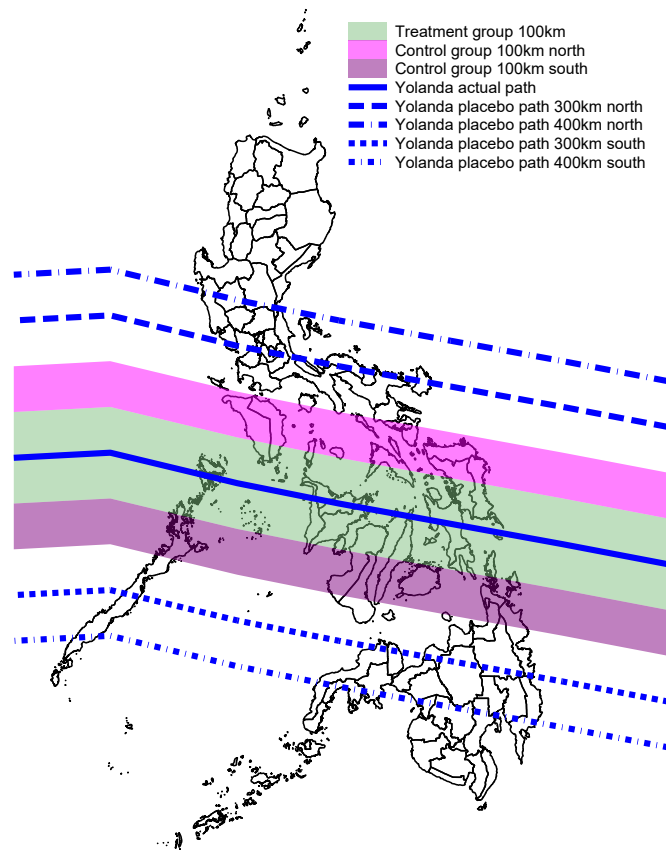 Treatment group 100km
Control group 100km north
Control group 100km south
Yolanda actual path
Yolanda placebo path 300km north
Yolanda placebo path 400km north
Yolanda placebo path 300km south
Yolanda placebo path 400km south